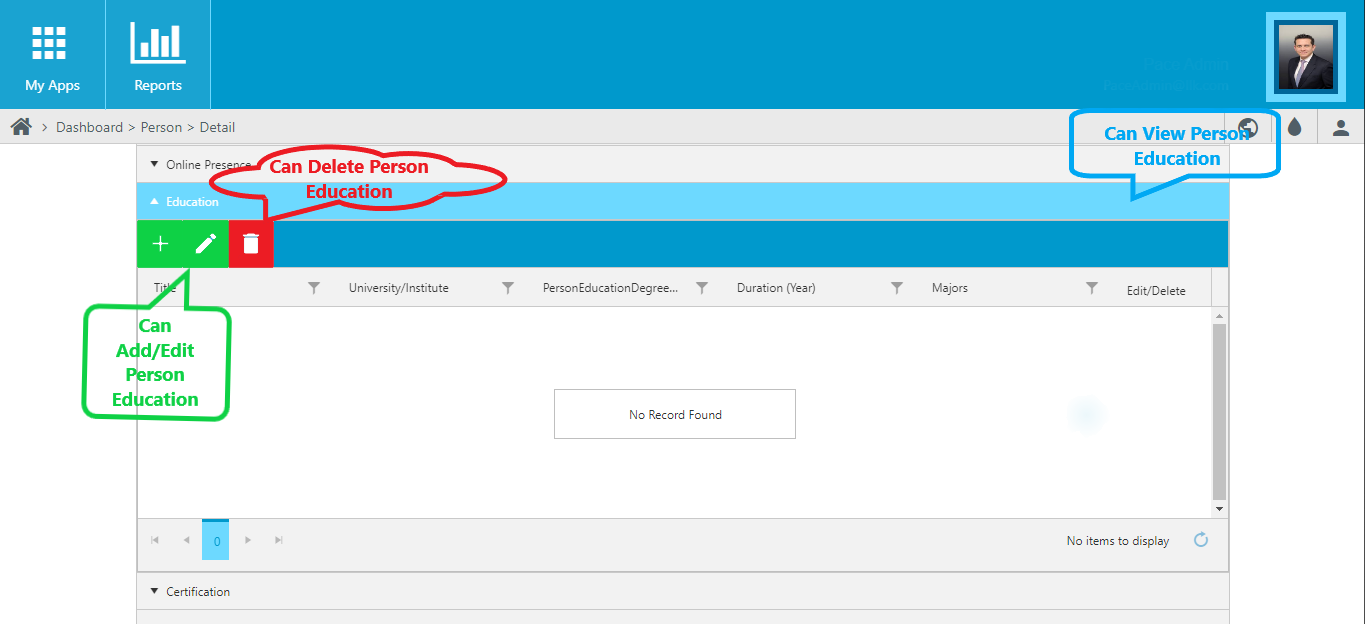 My Apps
Reports
Dashboard > Person > Detail
Can View Person
Education
Online Presence
Can Delete Person
Education
Education
Title
University/Institute
PersonEducationDegree...
Duration (Year)
Majors
Edit/Delete
Can
Add/Edit
Person
Education
No Record Found
0
No items to display
Certification